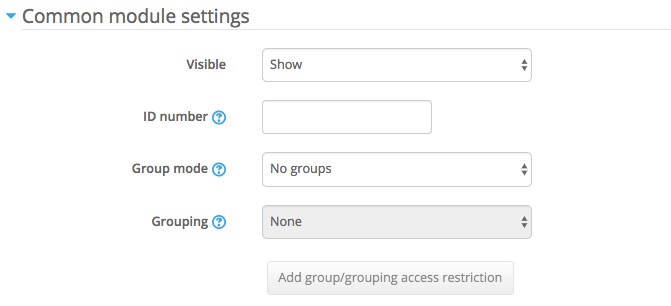 Common module settings
Visible Show
ID number
Group mode No groups
Grouping None
Add group/grouping access restriction